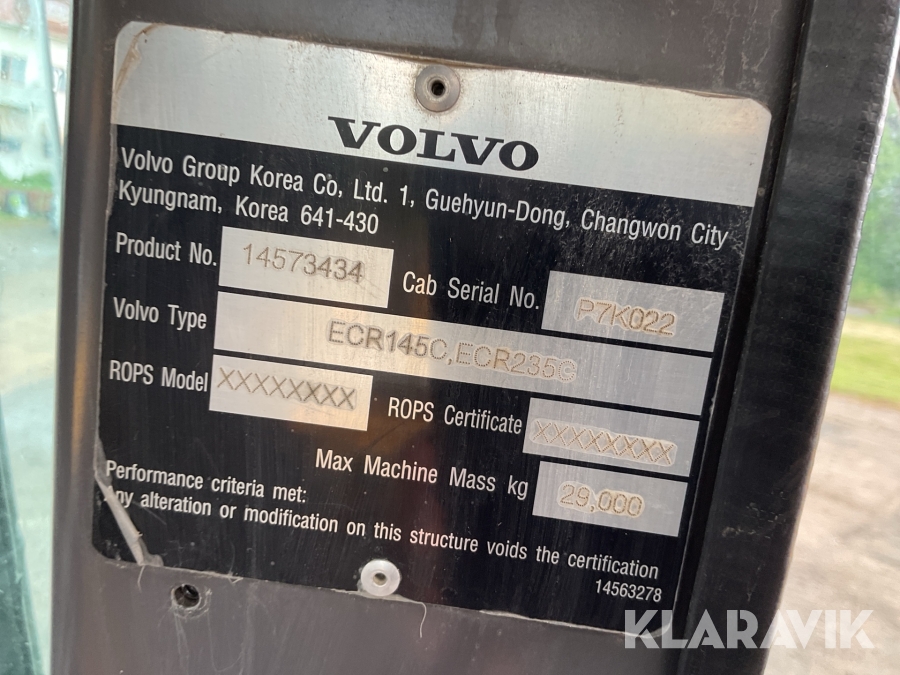 VOLVO
Volvo Group Korea Co, Ltd. 1, Guehyun-Dong, Changwon City
Kyungnam, Korea 641-430
Product No. 14573434 Cab Serial No. P7K022
Volvo Type ECR145C,ECR235C
ROPS Model XXXXXXXX ROPS Certificate XXXXXXXX
Max Machine Mass kg 29,000
Performance criteria met:
any alteration or modification on this structure voids the certification
14563278
KLARAVIK